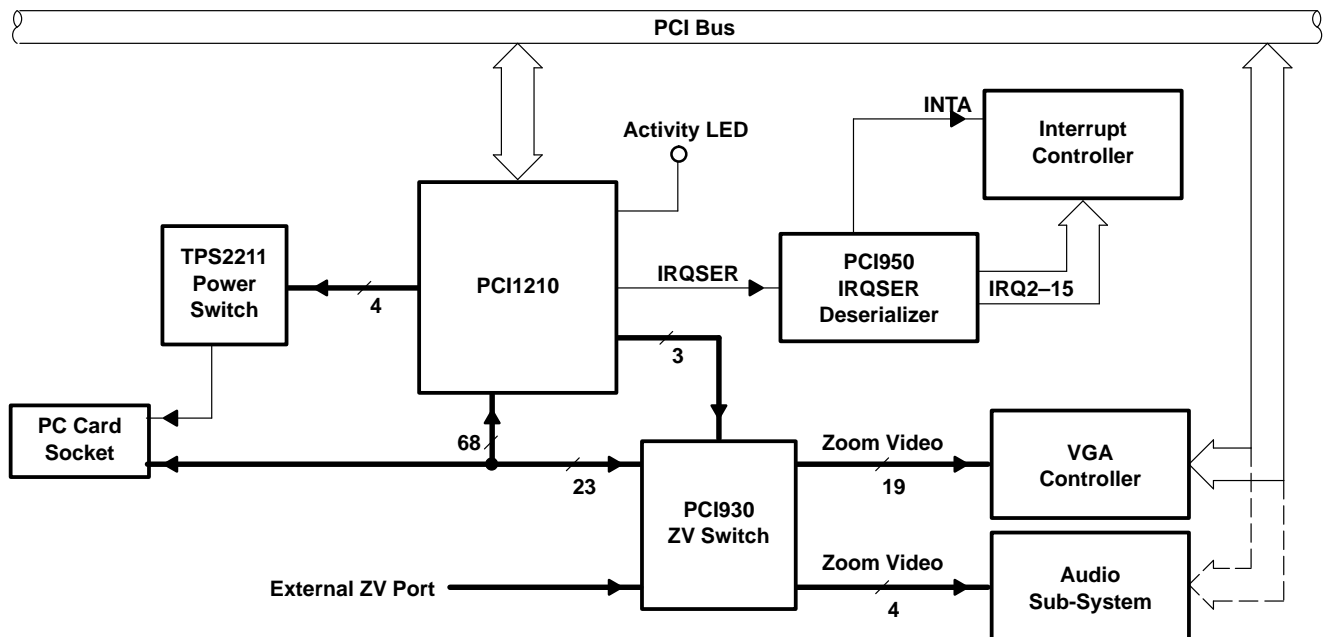 PCI Bus
Activity LED
INTA
Interrupt
Controller
TPS2211
Power
Switch
4
PCI1210
IRQSER
PCI950
IRQSER
Deserializer
IRQ2–15
3
PC Card
Socket
68
23
PCI930
ZV Switch
Zoom Video
19
VGA
Controller
External ZV Port
Zoom Video
4
Audio
Sub-System